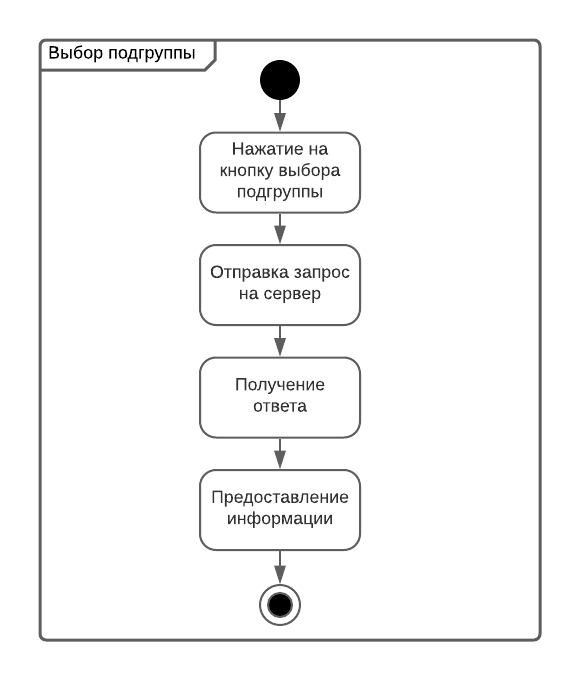 Выбор подгруппы
Нажатие на
кнопку выбора
подгруппы
Отправка запрос
на сервер
Получение
ответа
Предоставление
информации